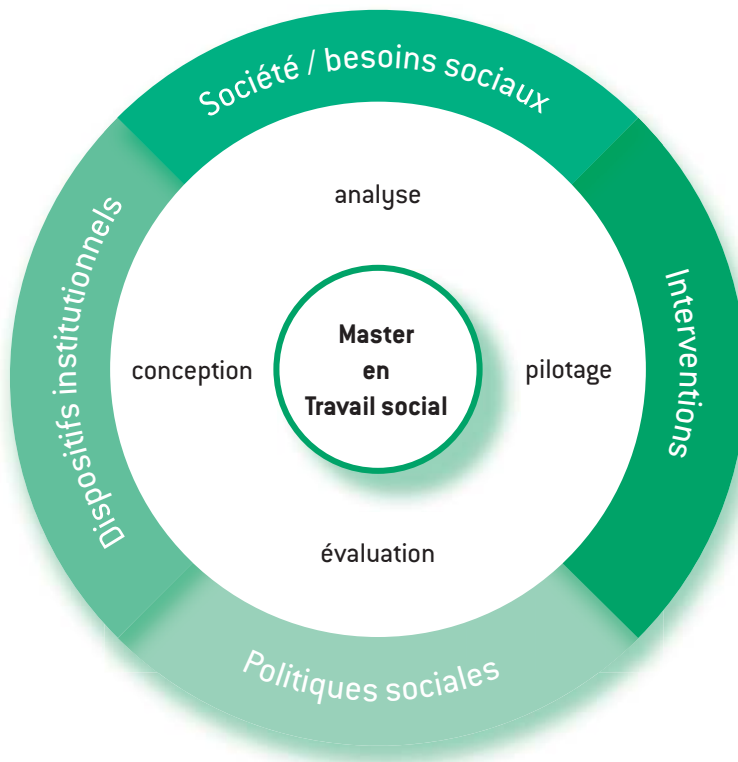 Société / besoins sociaux
analyse
Dispositifs institutionnels
conception
Master
en
Travail social
pilotage
Interventions
évaluation
Politiques sociales